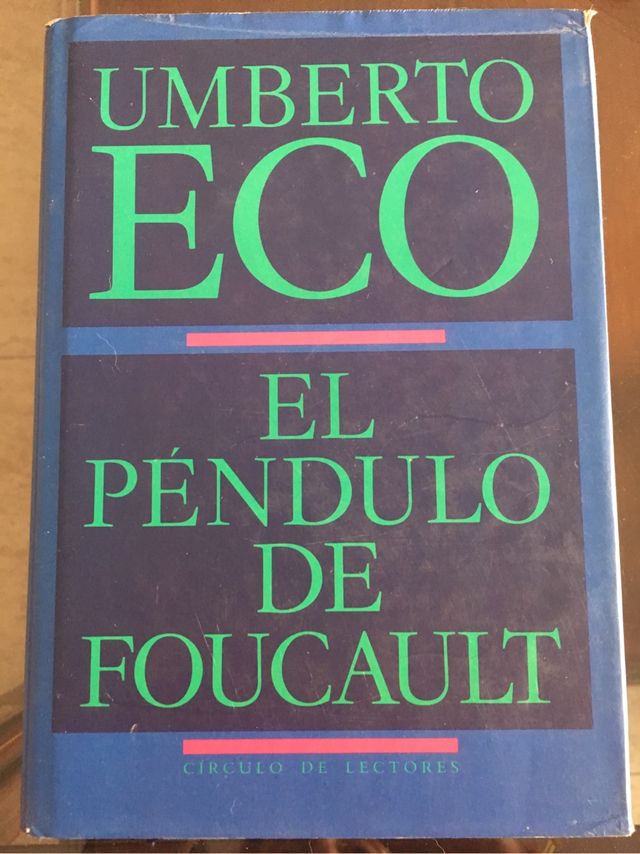 UMBERTO
ECO
EL
PÉNDULO
DE
FOUCAULT
CÍRCULO DE LECTORES